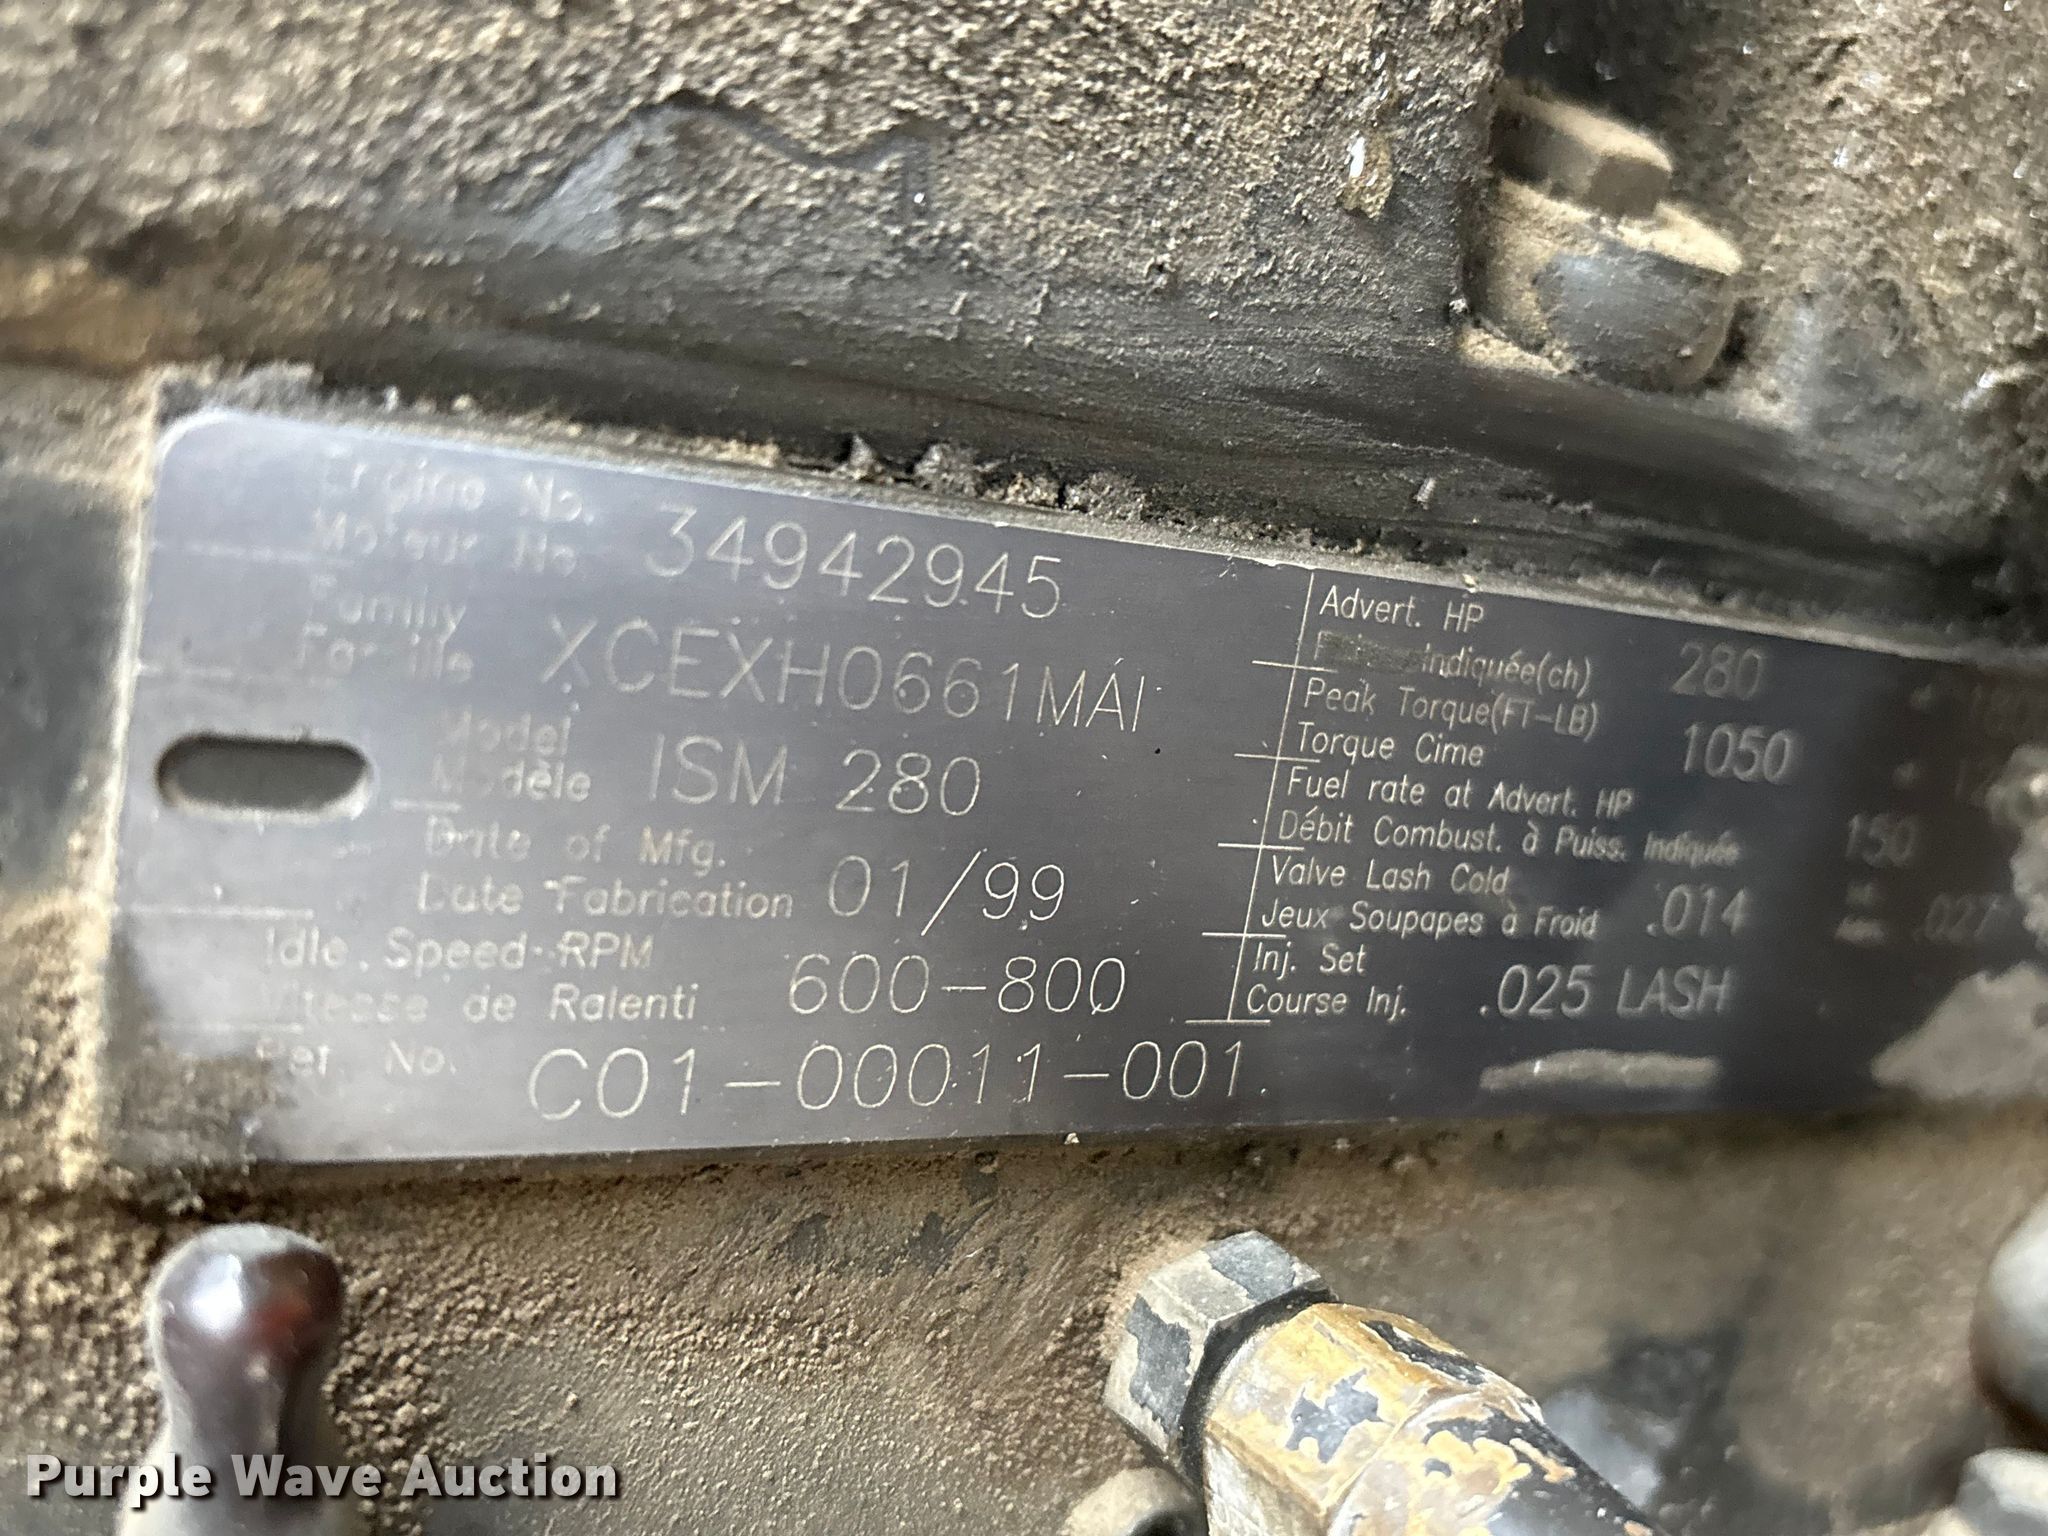 Engine No.
Moteur No. 34942945
Family
Famille XCEXH0661MAI
Model
Modèle ISM 280
Date of Mfg.
Date Fabrication 01/99
Idle Speed-RPM
Vitesse de Ralenti 600-800
Ref. No. C01-00011-001
Advert. HP
indiquée(ch) 280
Peak Torque(FT-LB)
Torque Cime 1050
Fuel rate at Advert. HP
Débit Combust. à Puiss. Indiquée 150
Valve Lash Cold
Jeux Soupapes à Froid .014 .027
Inj. Set
Course Inj. .025 LASH
Purple Wave Auction